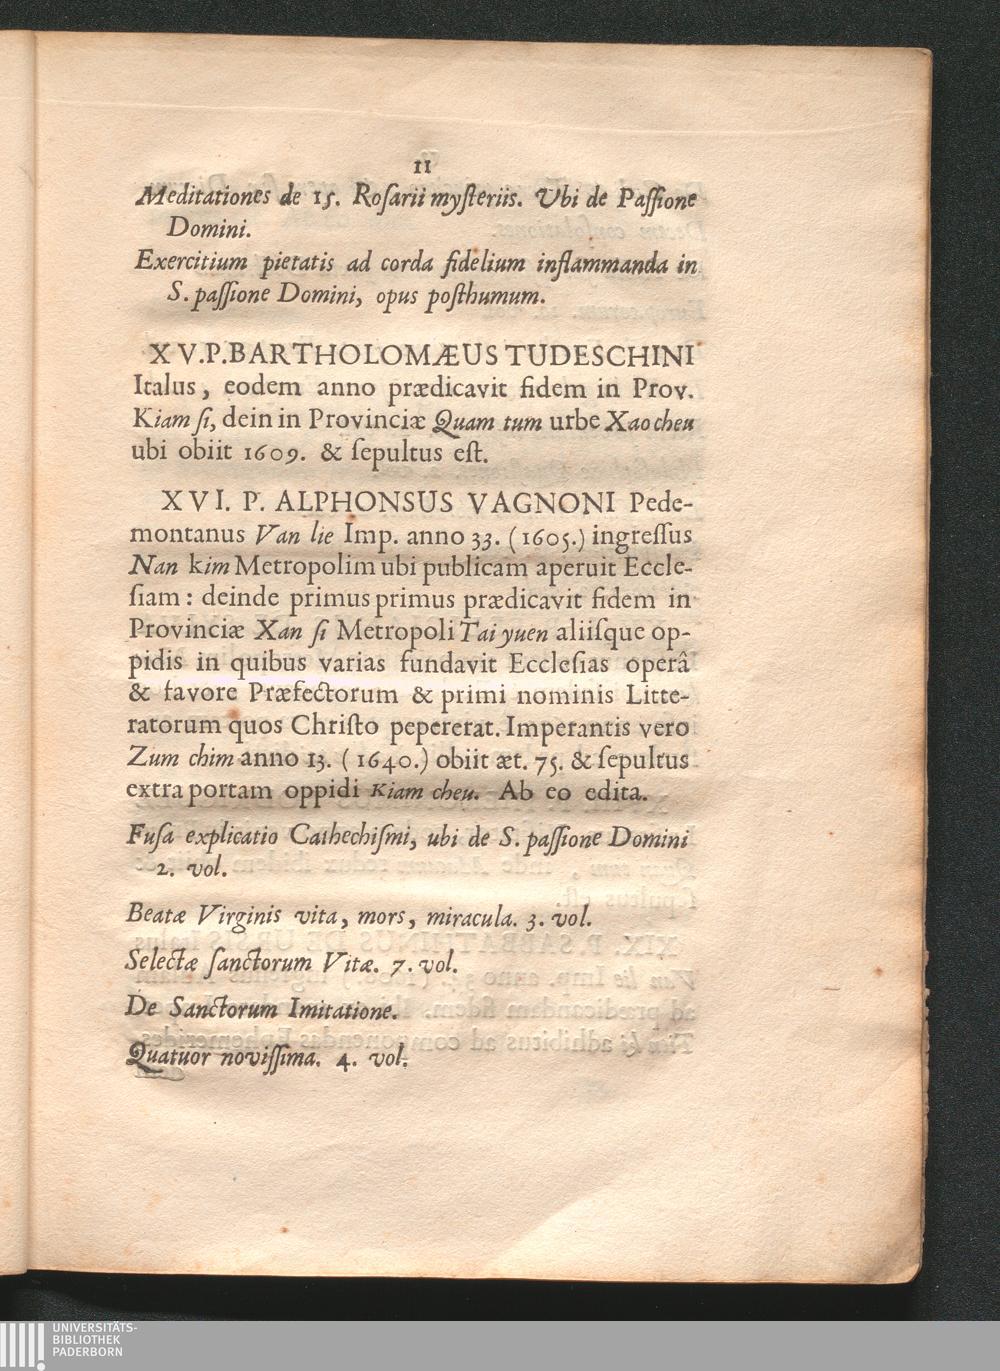 11
Meditationes de 15. Roſarii myſteriis. Ubi de Paſſione
Domini.
Exercitium pietatis ad corda fidelium inflammanda in
S. paſſione Domini, opus poſthumum.
XV.P.BARTHOLOMÆUS TUDESCHINI
Italus, eodem anno prædicavit fidem in Prov.
Kiam ſi, dein in Provinciæ Quam tum urbe Xao cheu
ubi obiit 1609. & ſepultus eſt.
XVI. P. ALPHONSUS VAGNONI Pede-
montanus Van lie Imp. anno 33. (1605.) ingreſſus
Nan kim Metropolim ubi publicam aperuit Eccle-
ſiam: deinde primus primus prædicavit fidem in
Provinciæ Xan ſi Metropoli Tai yuen aliiſque op-
pidis in quibus varias fundavit Eccleſias operâ
& favore Præfectorum & primi nominis Litte-
ratorum quos Chriſto pepererat. Imperantis vero
Zum chim anno 13. (1640.) obiit æt. 75. & ſepultus
extra portam oppidi Kiam cheu. Ab eo edita.
Fuſa explicatio Cathechiſmi, ubi de S. paſſione Domini
2. vol.
Beatæ Virginis vita, mors, miracula. 3. vol.
Selectæ ſanctorum Vitæ. 7. vol.
De Sanctorum Imitatione.
Quatuor noviſſima. 4. vol.
UNIVERSITÄTS-
BIBLIOTHEK
PADERBORN